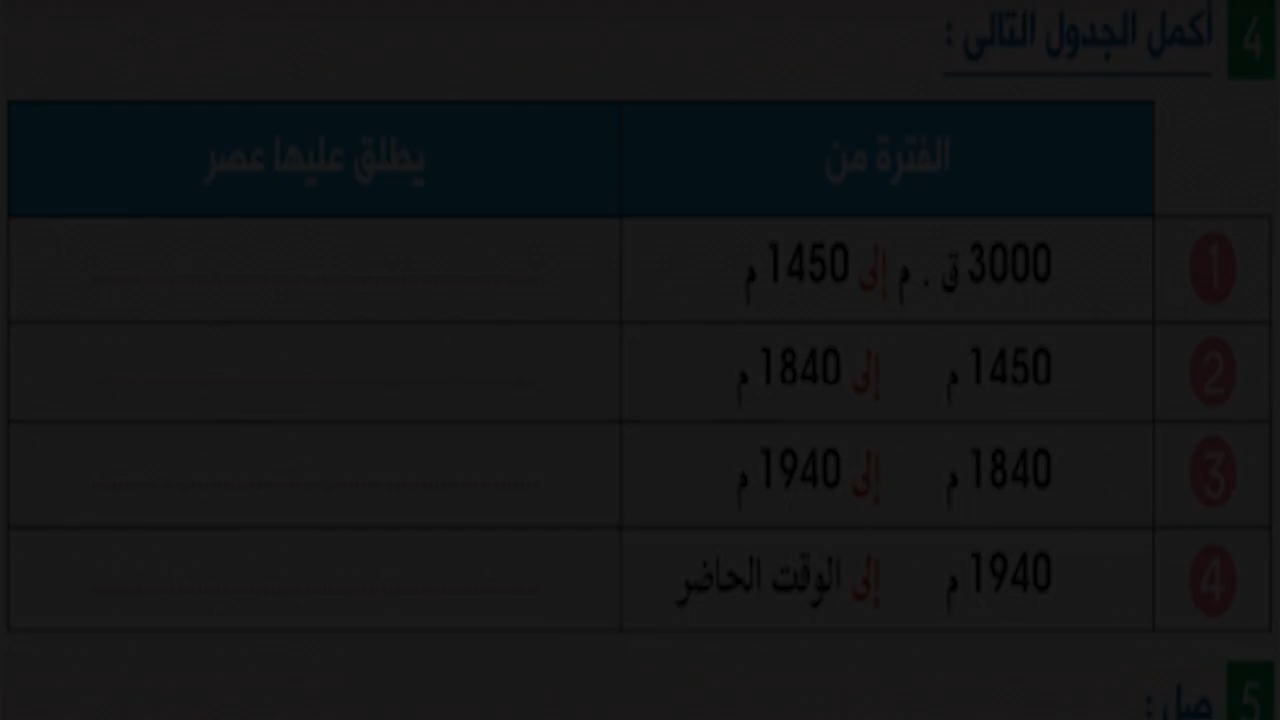 4 أكمل الجدول التالى :
الفترة من يطلق عليها عصر
1 3000 ق . م إلى 1450 م
2 1450 م إلى 1840 م
3 1840 م إلى 1940 م
4 1940 م إلى الوقت الحاضر
5 صل :